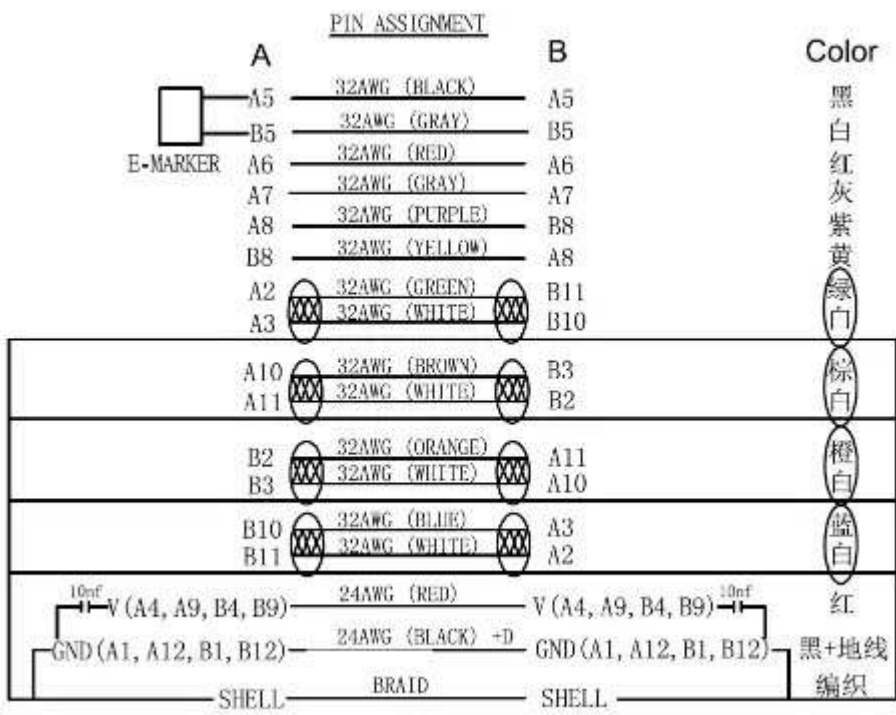 PIN ASSIGNMENT
A B Color
A5 32AWG (BLACK) A5 黑
B5 32AWG (GRAY) B5 白
E-MARKER A6 32AWG (RED) A6 红
A7 32AWG (GRAY) A7 灰
A8 32AWG (PURPLE) B8 紫
B8 32AWG (YELLOW) A8 黄
A2 32AWG (GREEN) B11 绿
A3 32AWG (WHITE) B10 白
A10 32AWG (BROWN) B3 棕
A11 32AWG (WHITE) B2 白
B2 32AWG (ORANGE) A11 橙
B3 32AWG (WHITE) A10 白
B10 32AWG (BLUE) A3 蓝
B11 32AWG (WHITE) A2 白
10nf V(A4, A9, B4, B9) 24AWG (RED) V(A4, A9, B4, B9) 10nf 红
GND(A1, A12, B1, B12) 24AWG (BLACK) +D GND(A1, A12, B1, B12) 黑+地线
SHELL BRAID SHELL 编织